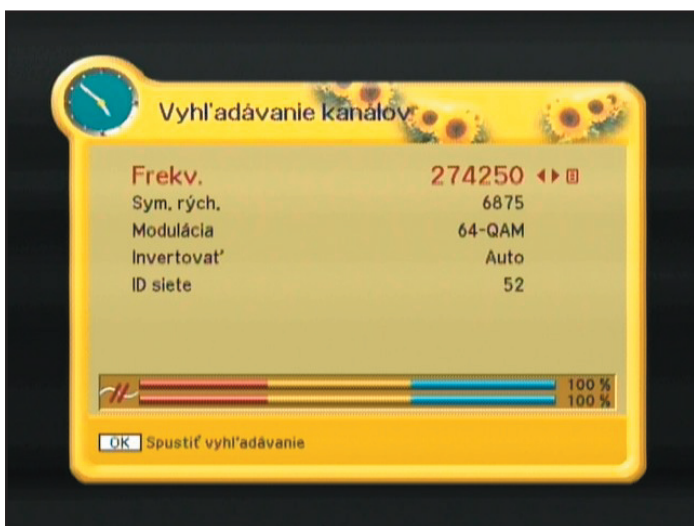 Vyhľadávanie kanálov
Frekv. 274250
Sym. rých. 6875
Modulácia 64-QAM
Invertovať Auto
ID siete 52
100 %
100 %
OK Spustiť vyhľadávanie